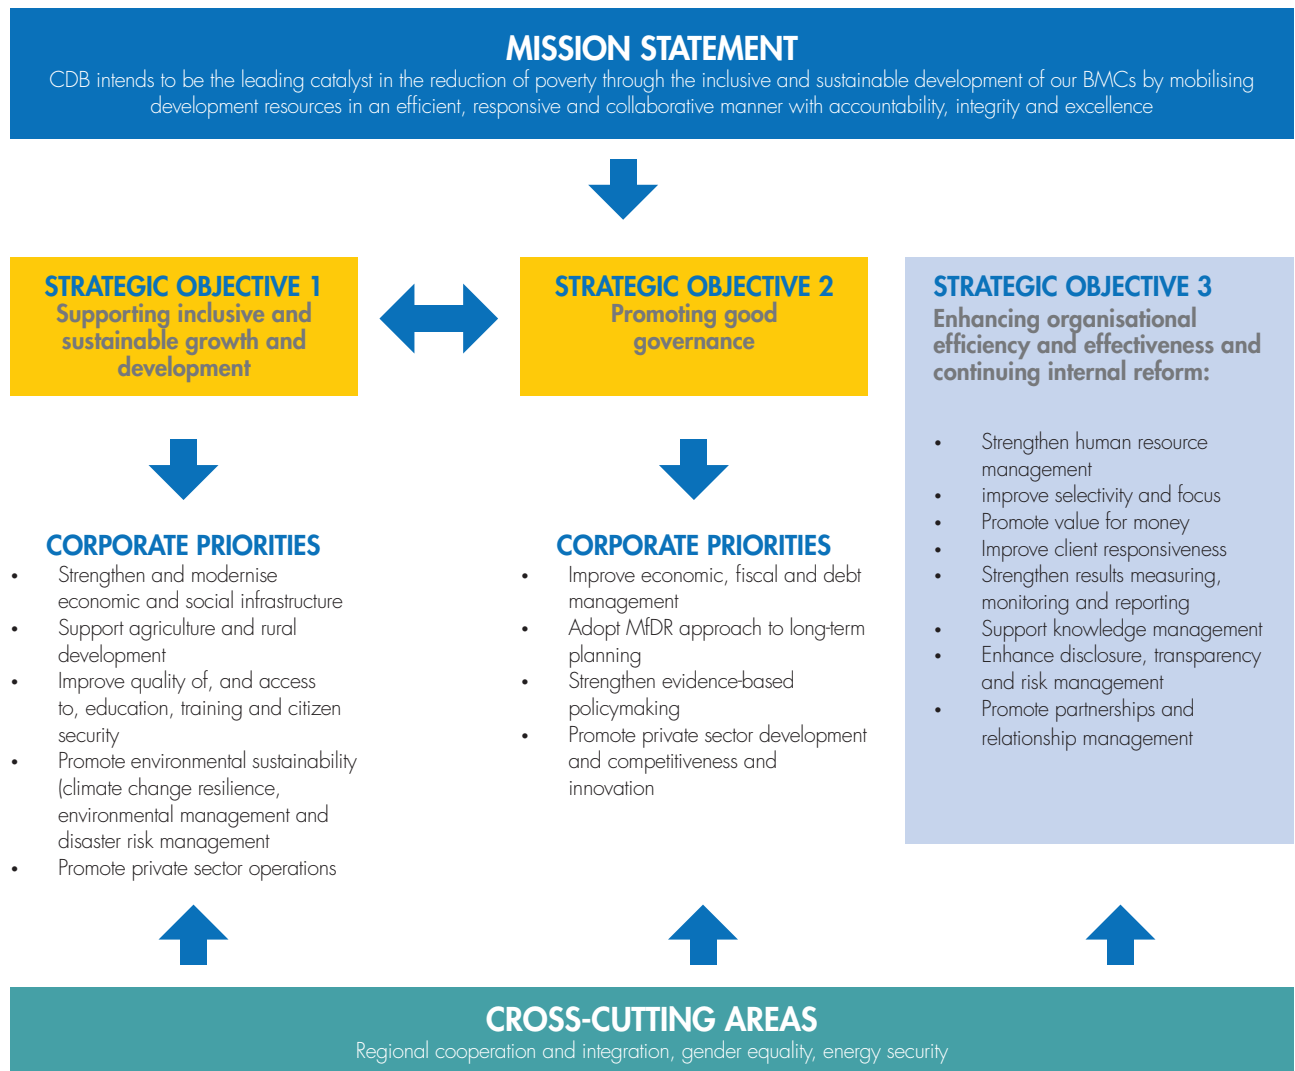 MISSION STATEMENT
CDB intends to be the leading catalyst in the reduction of poverty through the inclusive and sustainable development of our BMCs by mobilising
development resources in an efficient, responsive and collaborative manner with accountability, integrity and excellence
STRATEGIC OBJECTIVE 1
Supporting inclusive and
sustainable growth and
development
STRATEGIC OBJECTIVE 2
Promoting good
governance
STRATEGIC OBJECTIVE 3
Enhancing organisational
efficiency and effectiveness and
continuing internal reform:
• Strengthen human resource
management
• improve selectivity and focus
• Promote value for money
• Improve client responsiveness
• Strengthen results measuring,
monitoring and reporting
• Support knowledge management
• Enhance disclosure, transparency
and risk management
• Promote partnerships and
relationship management
CORPORATE PRIORITIES
• Strengthen and modernise
economic and social infrastructure
• Support agriculture and rural
development
• Improve quality of, and access
to, education, training and citizen
security
• Promote environmental sustainability
(climate change resilience,
environmental management and
disaster risk management
• Promote private sector operations
CORPORATE PRIORITIES
• Improve economic, fiscal and debt
management
• Adopt MfDR approach to long-term
planning
• Strengthen evidence-based
policymaking
• Promote private sector development
and competitiveness and
innovation
CROSS-CUTTING AREAS
Regional cooperation and integration, gender equality, energy security